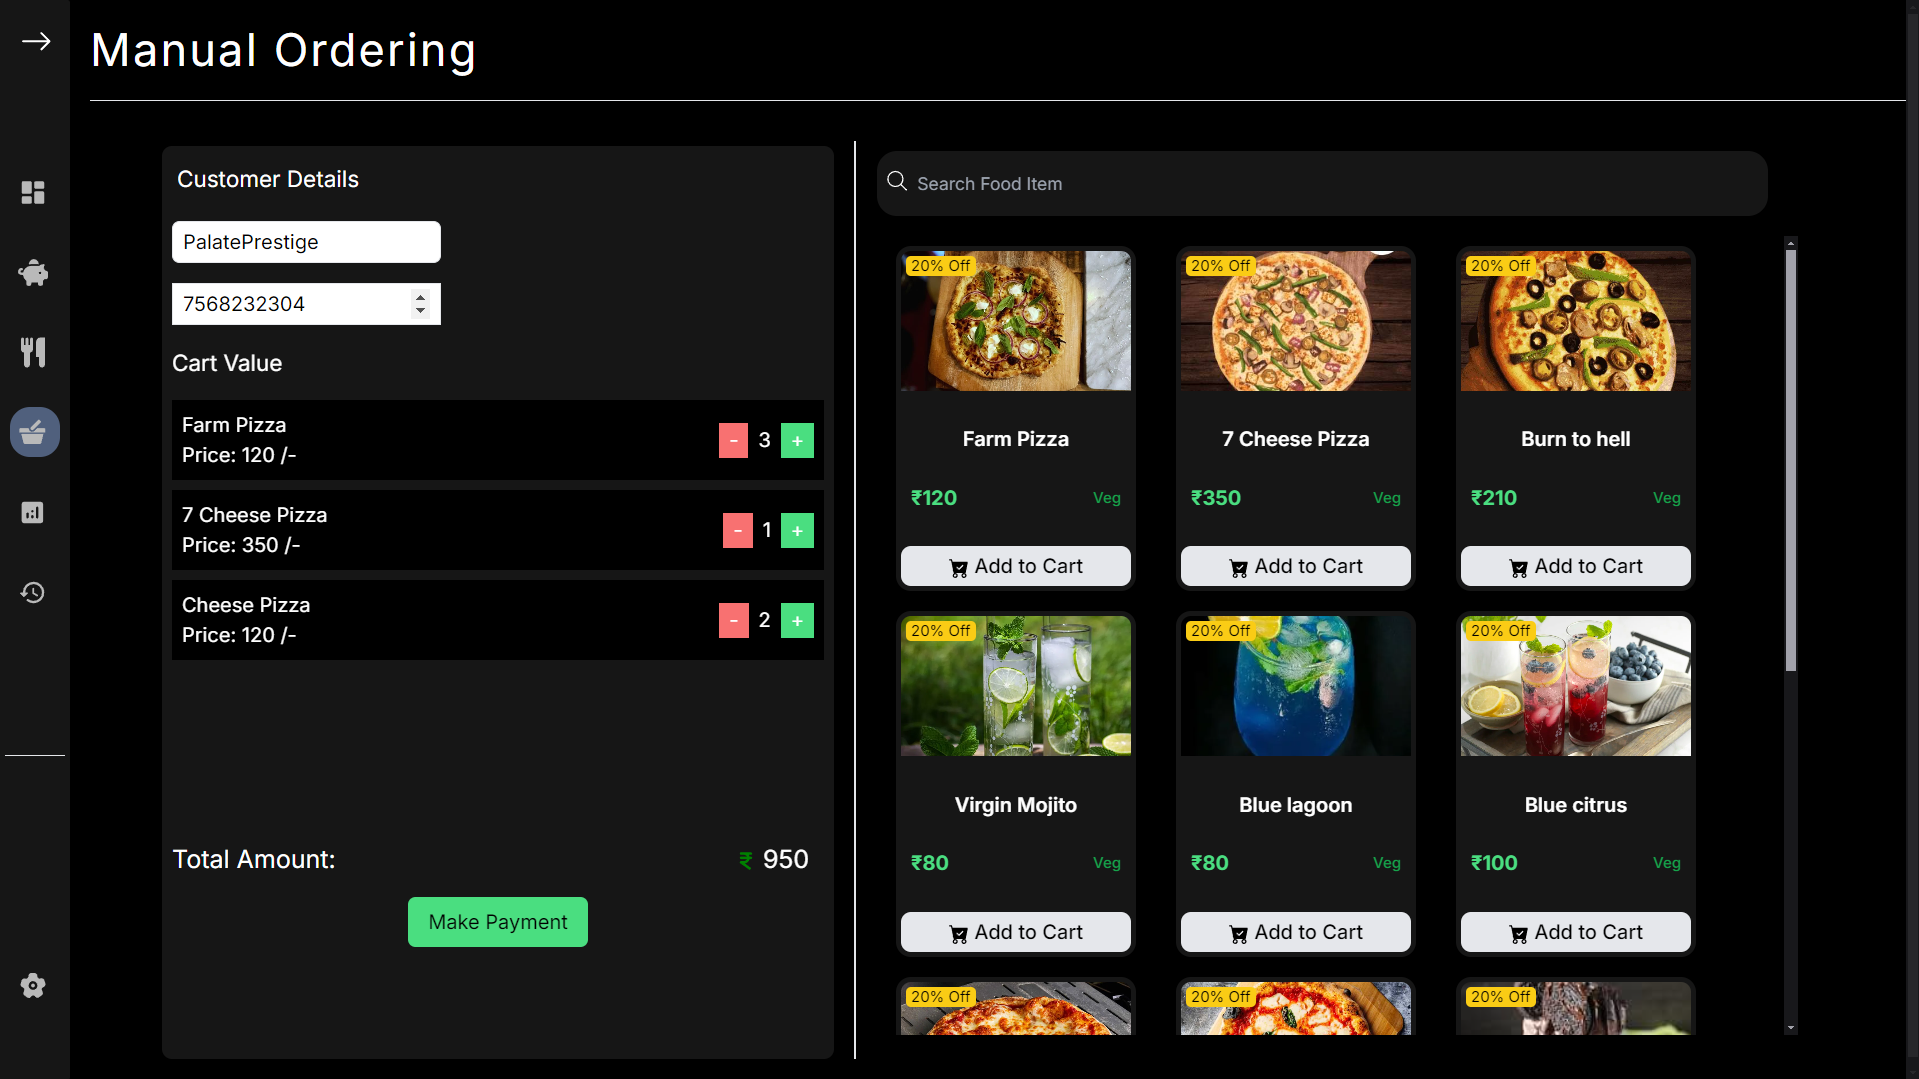 Manual Ordering
Customer Details
PalatePrestige
7568232304
Cart Value
Farm Pizza
Price: 120 /-
- 3 +
7 Cheese Pizza
Price: 350 /-
- 1 +
Cheese Pizza
Price: 120 /-
- 2 +
Total Amount:
₹ 950
Make Payment
Search Food Item
20% Off
Farm Pizza
₹120 Veg
Add to Cart
20% Off
7 Cheese Pizza
₹350 Veg
Add to Cart
20% Off
Burn to hell
₹210 Veg
Add to Cart
20% Off
Virgin Mojito
₹80 Veg
Add to Cart
20% Off
Blue lagoon
₹80 Veg
Add to Cart
20% Off
Blue citrus
₹100 Veg
Add to Cart
20% Off
20% Off
20% Off